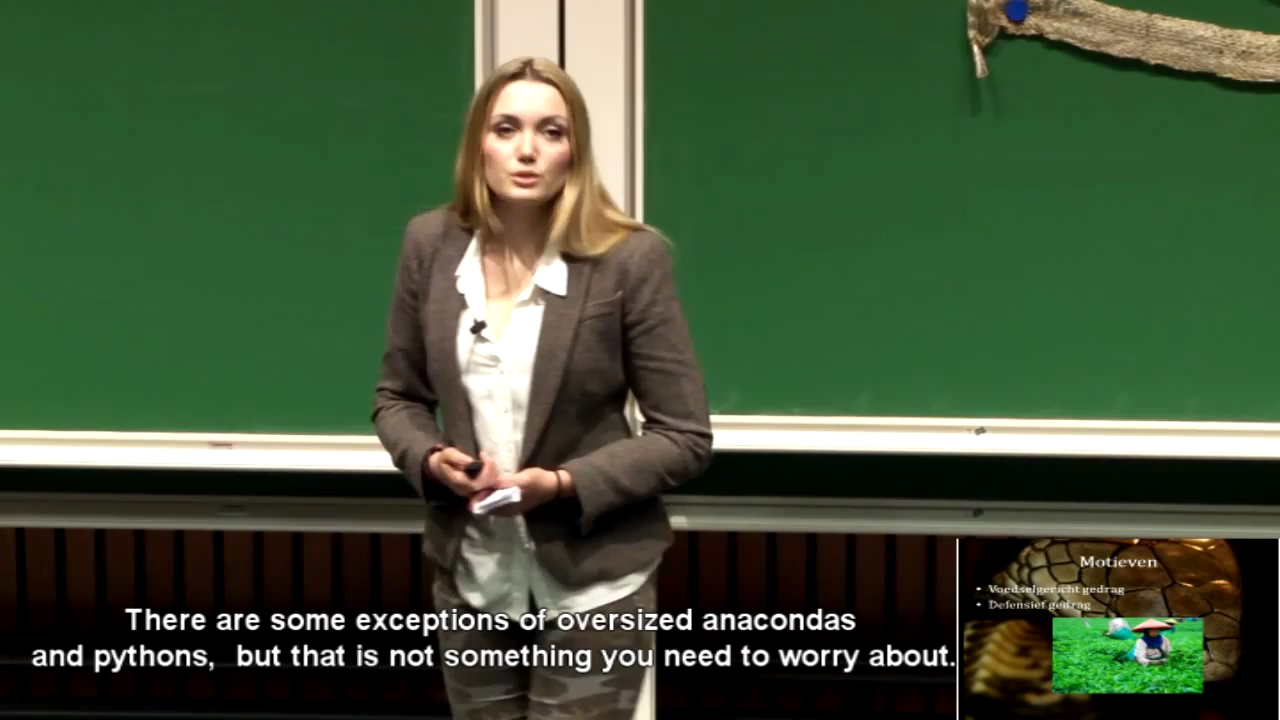 Motieven
• Voedselgericht gedrag
• Defensief gedrag
There are some exceptions of oversized anacondas
and pythons, but that is not something you need to worry about.